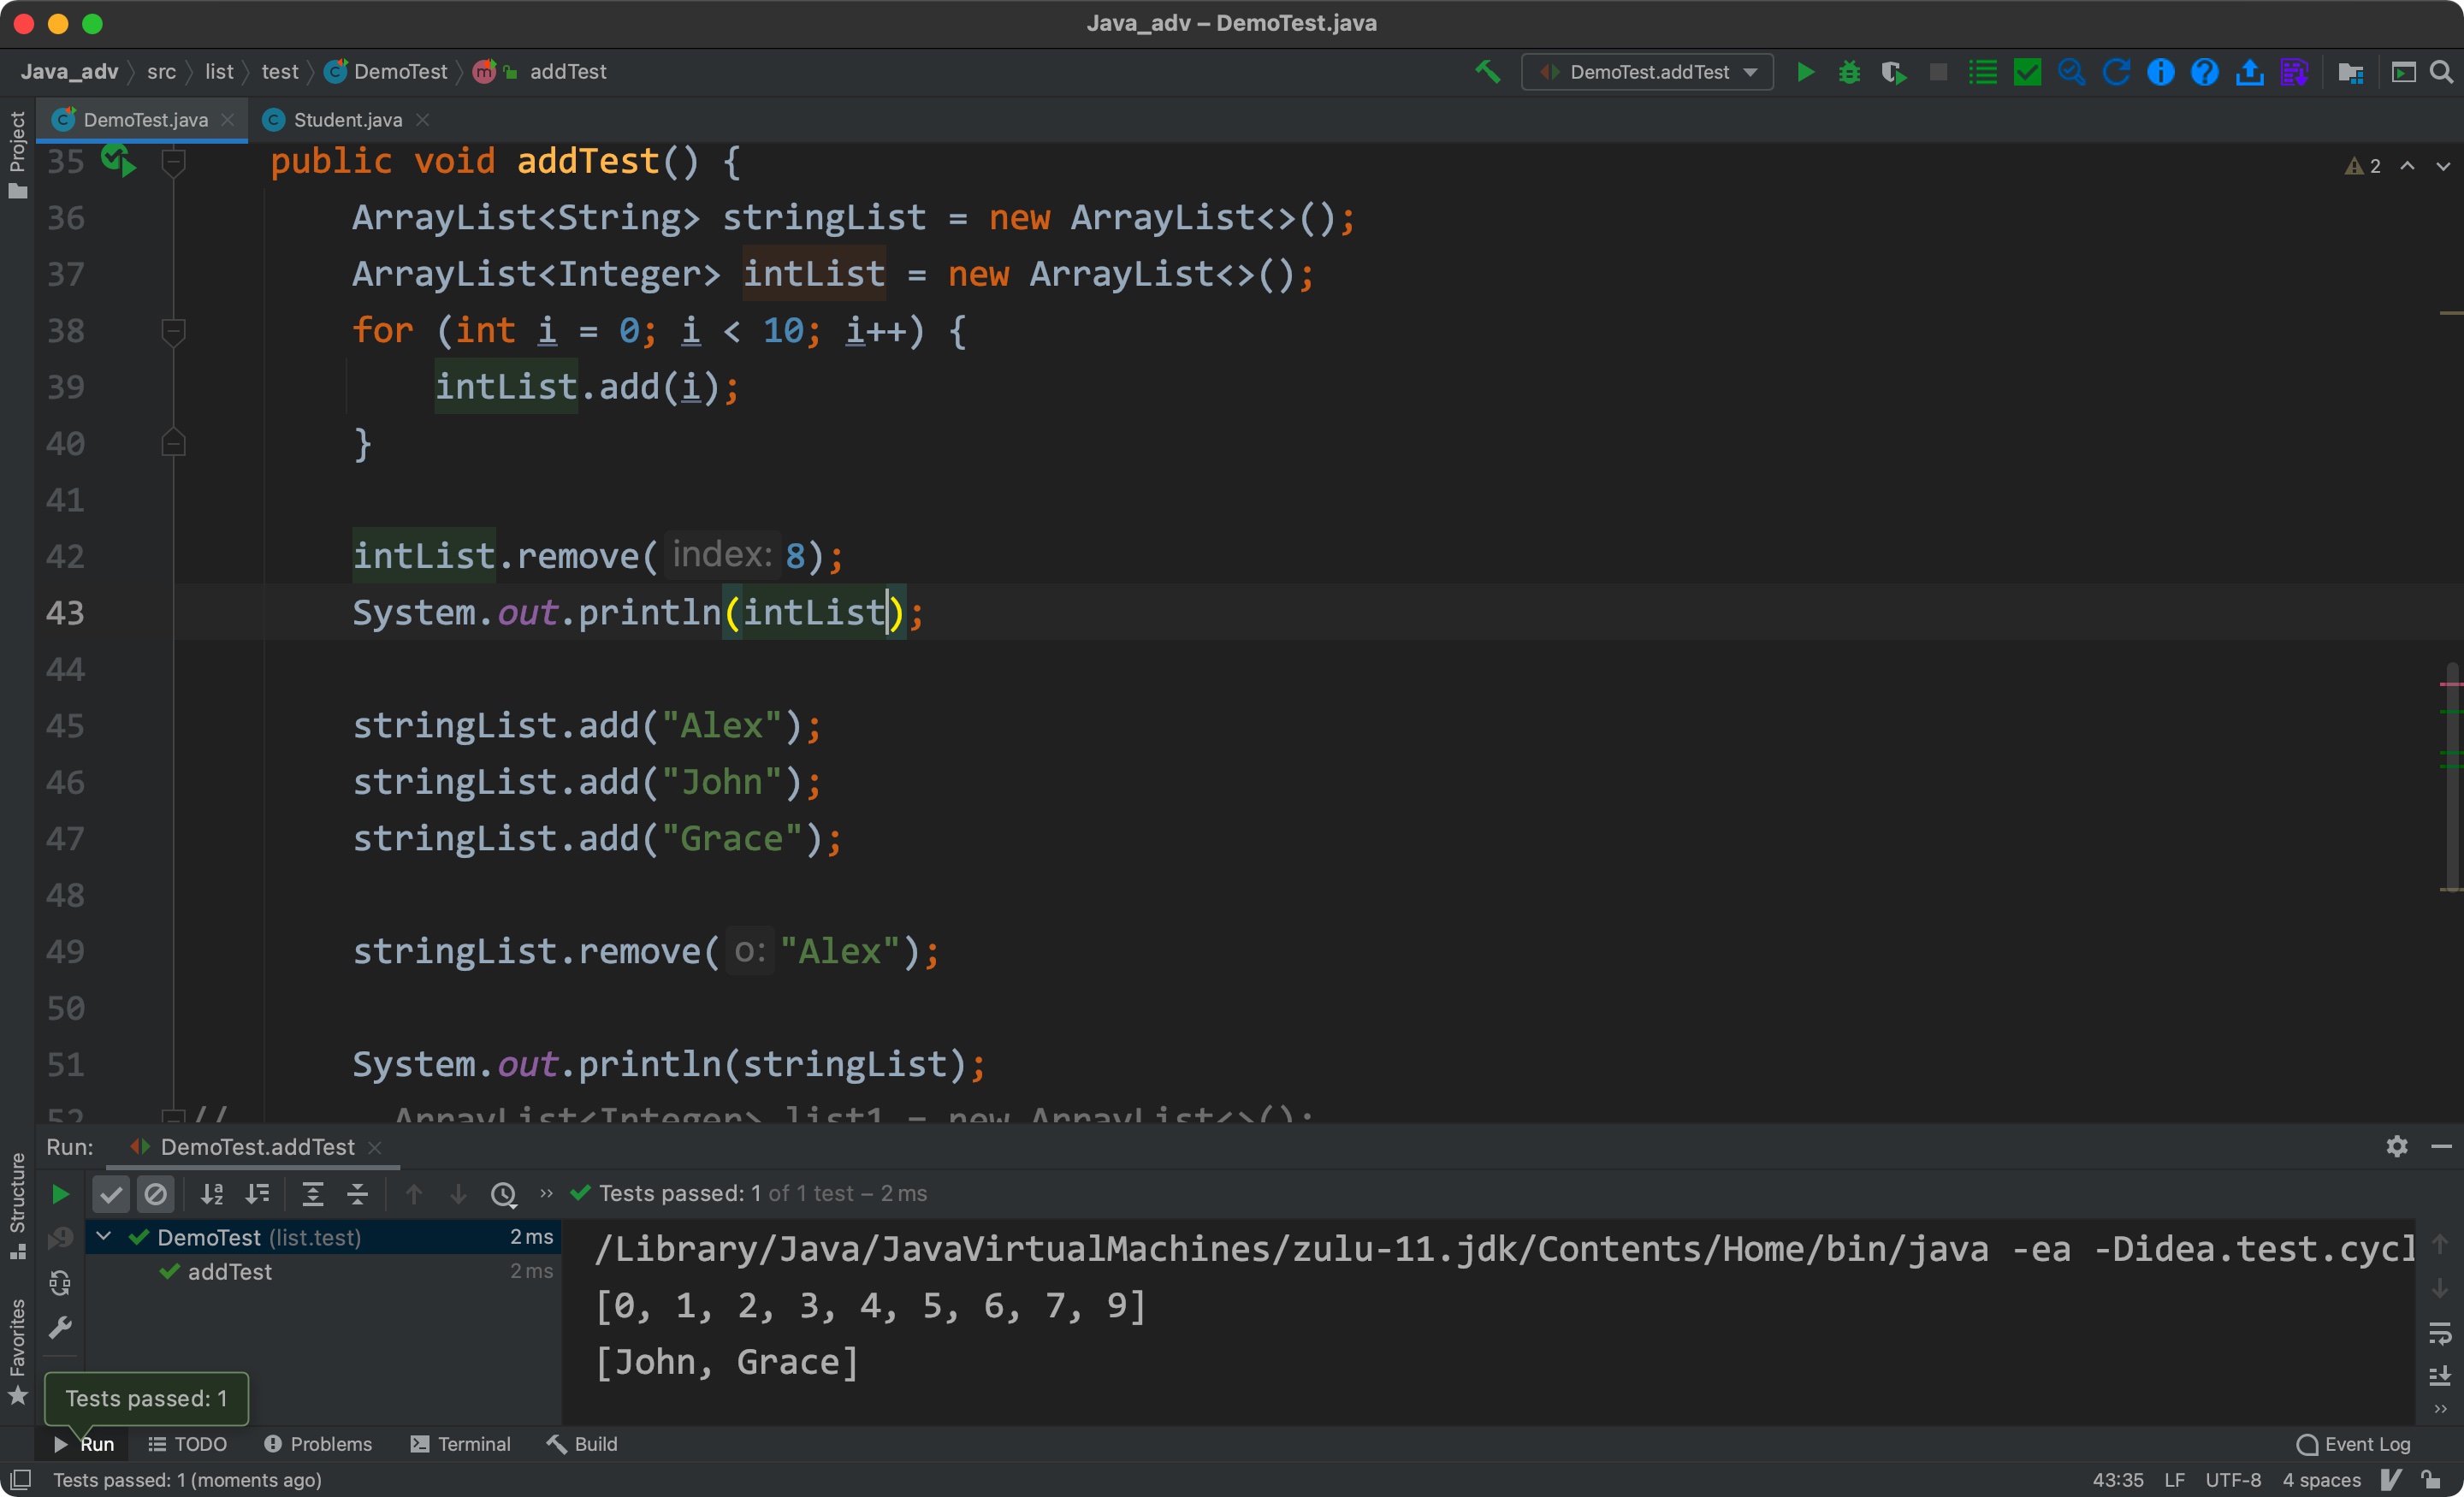 Java_adv – DemoTest.java
Java_adv src list test DemoTest addTest DemoTest.addTest
Project
DemoTest.java Student.java
35 public void addTest() { 2
36 ArrayList<String> stringList = new ArrayList<>();
37 ArrayList<Integer> intList = new ArrayList<>();
38 for (int i = 0; i < 10; i++) {
39 intList.add(i);
40 }
41
42 intList.remove( index: 8);
43 System.out.println(intList);
44
45 stringList.add("Alex");
46 stringList.add("John");
47 stringList.add("Grace");
48
49 stringList.remove( o: "Alex");
50
51 System.out.println(stringList);
52 // ArrayList<Integer> list1 = new ArrayList<>();
Structure
Favorites
Run: DemoTest.addTest
Tests passed: 1 of 1 test – 2 ms
DemoTest (list.test) 2 ms
addTest 2 ms
/Library/Java/JavaVirtualMachines/zulu-11.jdk/Contents/Home/bin/java -ea -Didea.test.cycl
[0, 1, 2, 3, 4, 5, 6, 7, 9]
[John, Grace]
Tests passed: 1
Run TODO Problems Terminal Build Event Log
Tests passed: 1 (moments ago) 43:35 LF UTF-8 4 spaces